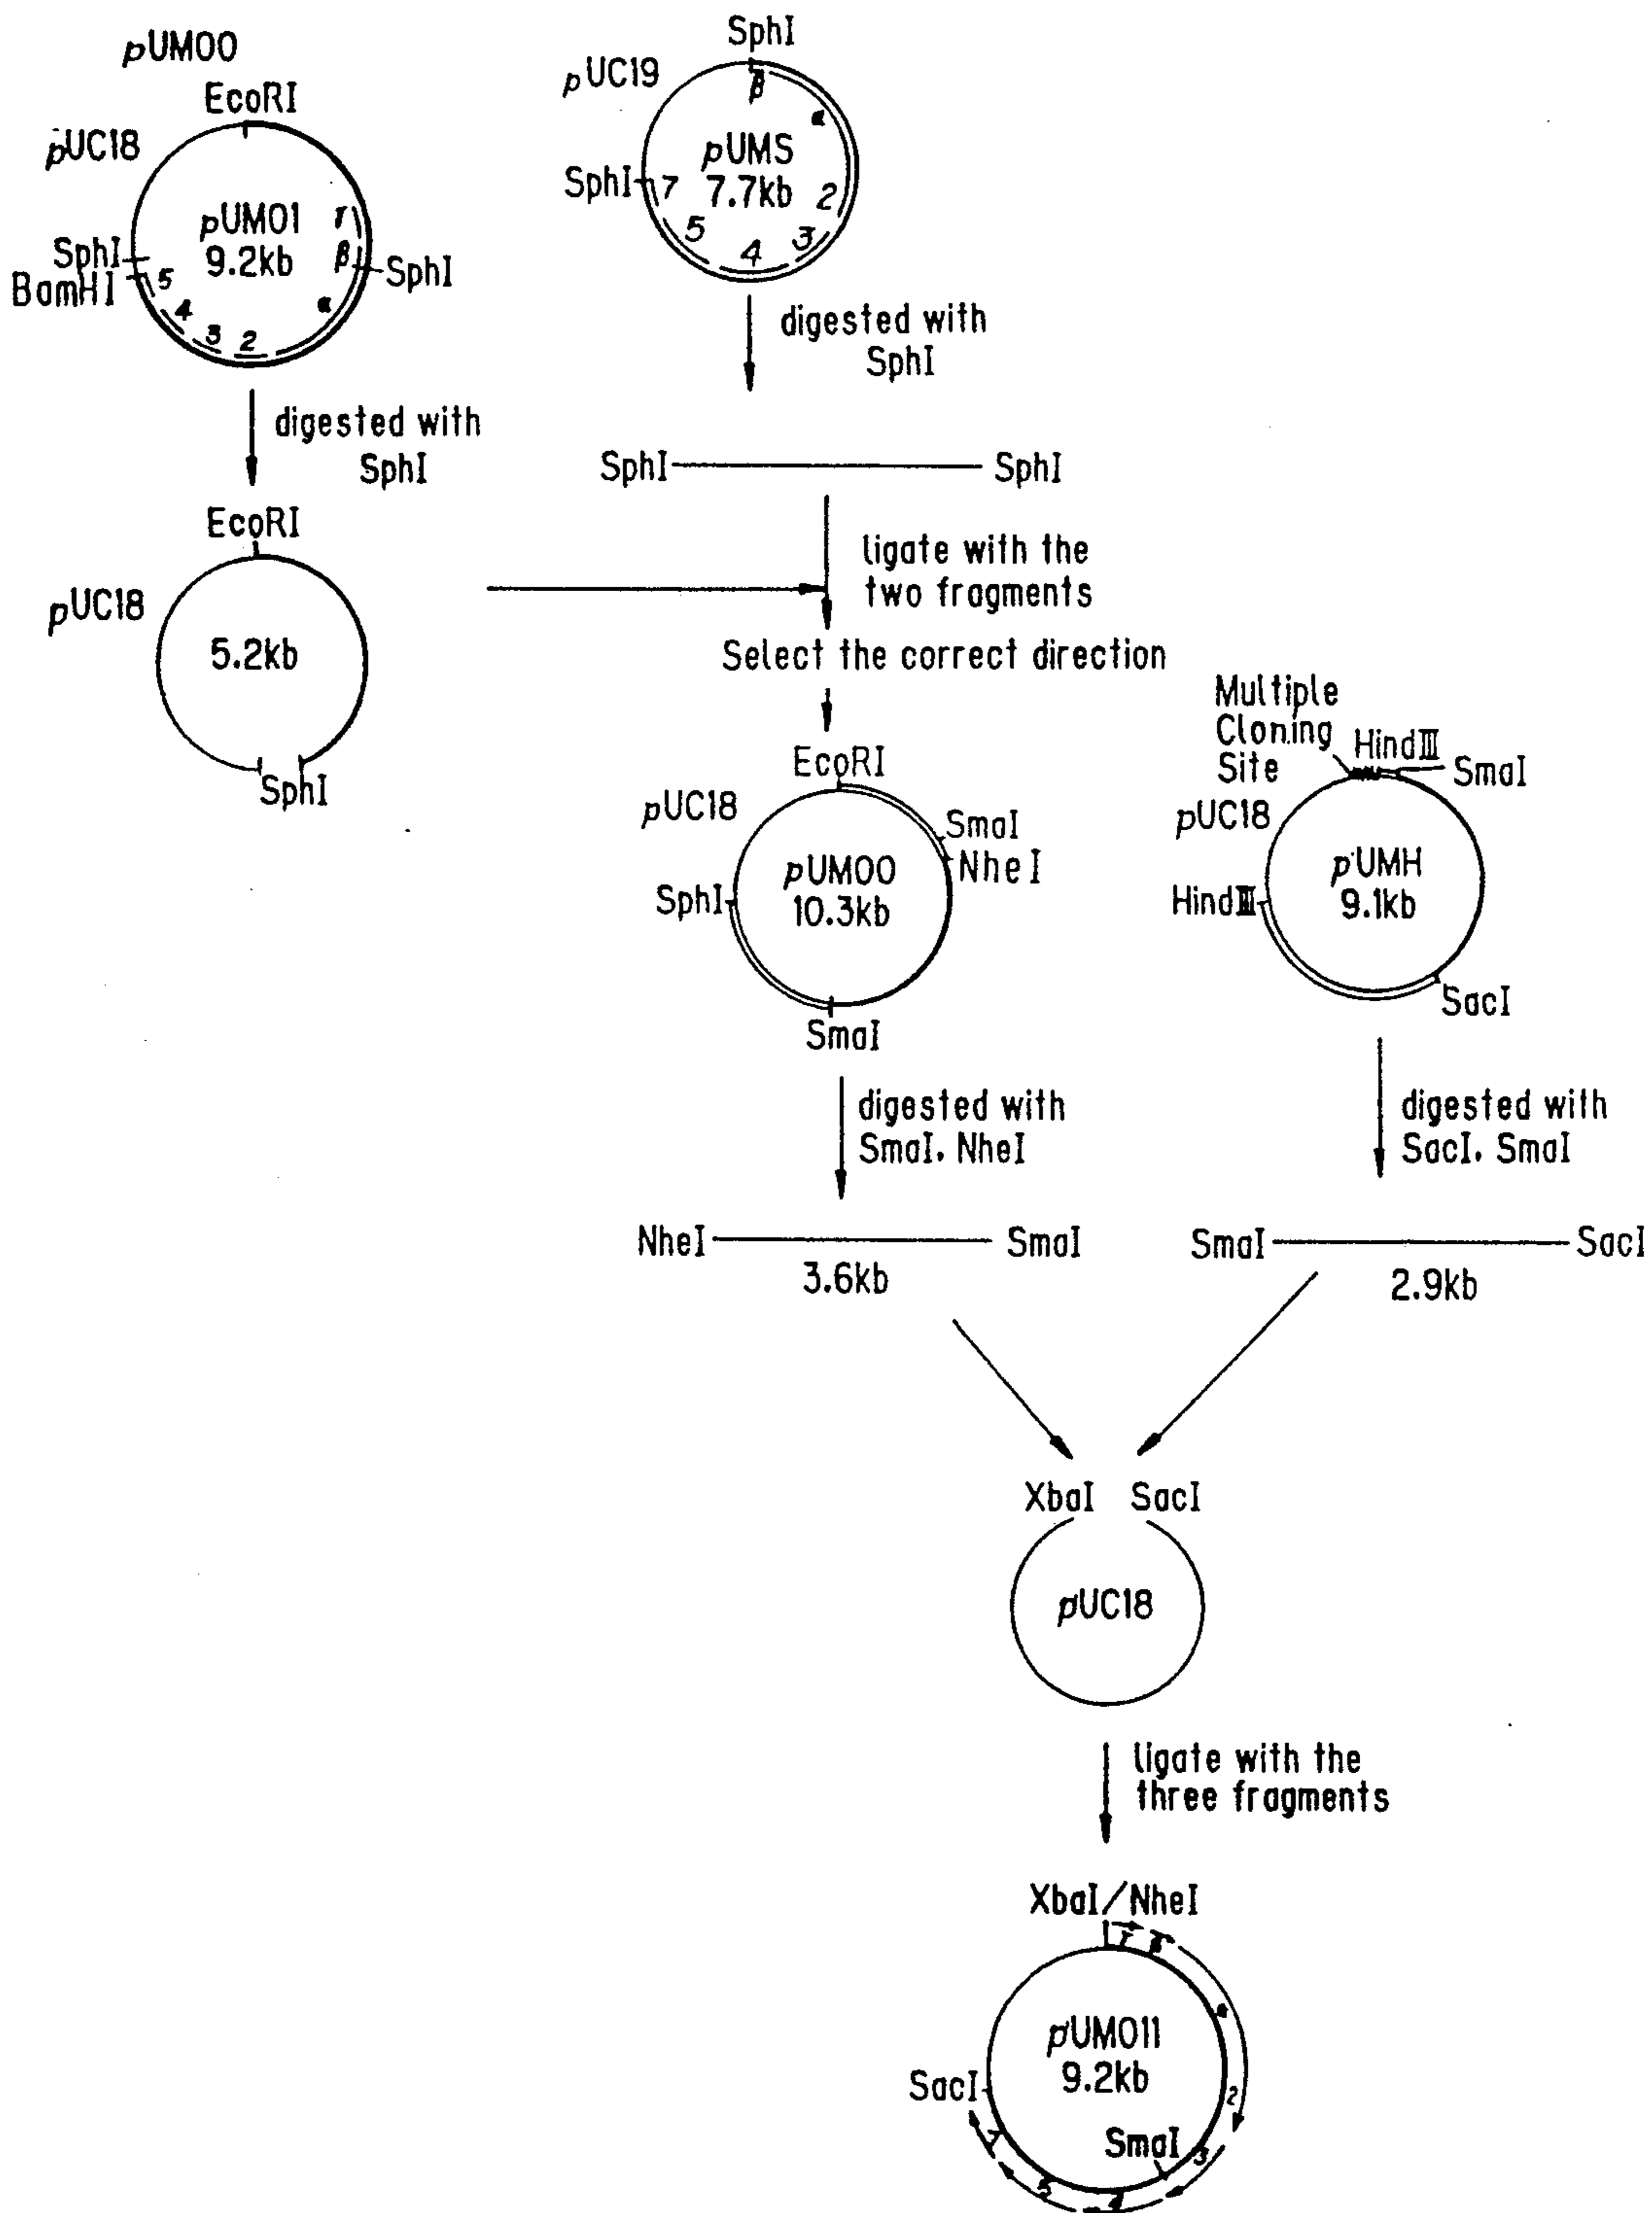 pUM00
EcoRI
pUC18
pUM01
9.2kb
SphI
BamHI
γ
β
SphI
α
5
4
3
2
digested with
SphI
EcoRI
pUC18
5.2kb
SphI
SphI
pUC19
β
α
pUMS
7.7kb
SphI
7
5
4
3
2
digested with
SphI
SphI
SphI
ligate with the
two fragments
Select the correct direction
EcoRI
pUC18
SmaI
NheI
pUM00
10.3kb
SphI
SmaI
digested with
SmaI, NheI
NheI
SmaI
3.6kb
Multiple
Cloning
Site
HindⅢ
SmaI
pUC18
pUMH
9.1kb
HindⅢ
SacI
digested with
SacI, SmaI
SmaI
SacI
2.9kb
XbaI SacI
pUC18
ligate with the
three fragments
XbaI/NheI
γ
β
α
pUM011
9.2kb
SacI
2
SmaI
3
7
5
4